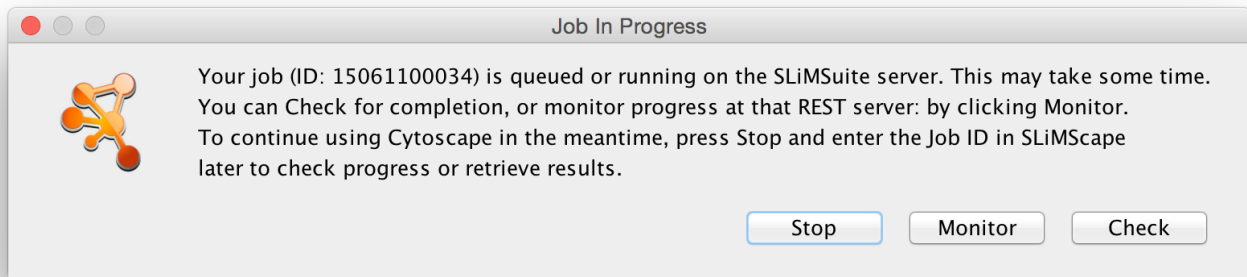 Job In Progress
Your job (ID: 15061100034) is queued or running on the SLiMSuite server. This may take some time.
You can Check for completion, or monitor progress at that REST server: by clicking Monitor.
To continue using Cytoscape in the meantime, press Stop and enter the Job ID in SLiMScape
later to check progress or retrieve results.
Stop Monitor Check